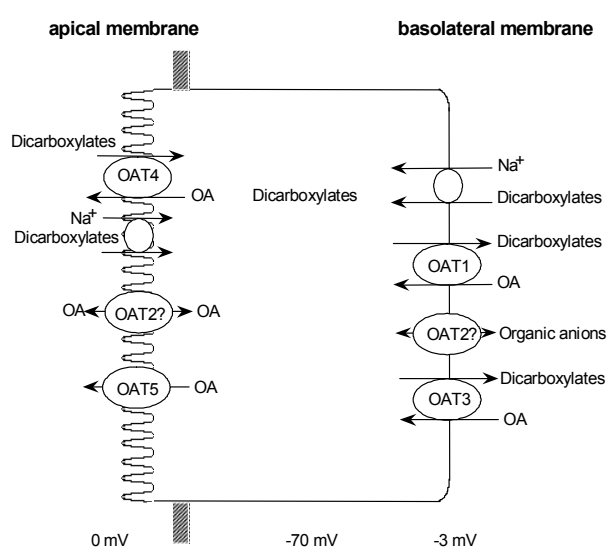 apical membrane
basolateral membrane
Dicarboxylates
OAT4
OA
Na+
Dicarboxylates
OA
OAT2?
OA
OAT5
OA
Dicarboxylates
Na+
Dicarboxylates
Dicarboxylates
OAT1
OA
OAT2?
Organic anions
Dicarboxylates
OAT3
OA
0 mV
-70 mV
-3 mV